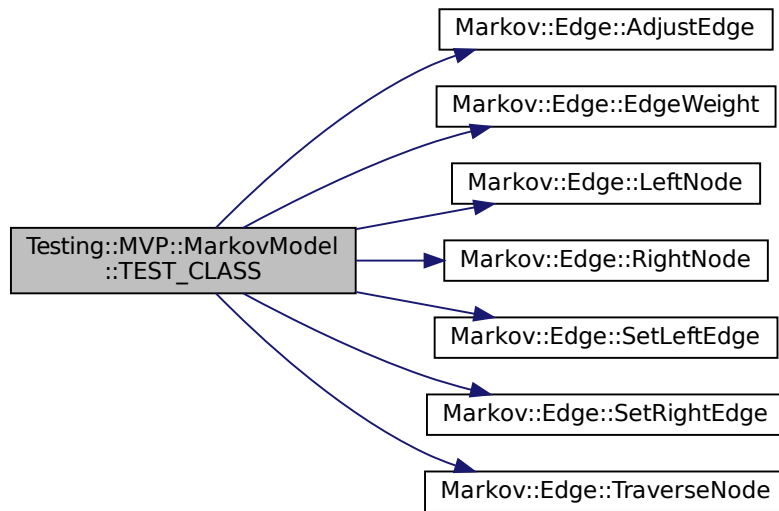 Markov::Edge::AdjustEdge
Markov::Edge::EdgeWeight
Markov::Edge::LeftNode
Testing::MVP::MarkovModel
::TEST_CLASS
Markov::Edge::RightNode
Markov::Edge::SetLeftEdge
Markov::Edge::SetRightEdge
Markov::Edge::TraverseNode